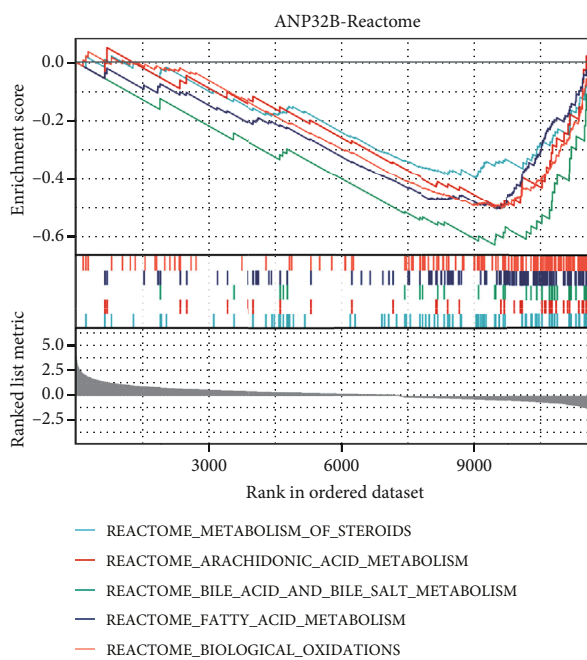 ANP32B-Reactome
Enrichment score
0.0
−0.2
−0.4
−0.6
Ranked list metric
5.0
2.5
0.0
−2.5
3000 6000 9000
Rank in ordered dataset
REACTOME_METABOLISM_OF_STEROIDS
REACTOME_ARACHIDONIC_ACID_METABOLISM
REACTOME_BILE_ACID_AND_BILE_SALT_METABOLISM
REACTOME_FATTY_ACID_METABOLISM
REACTOME_BIOLOGICAL_OXIDATIONS